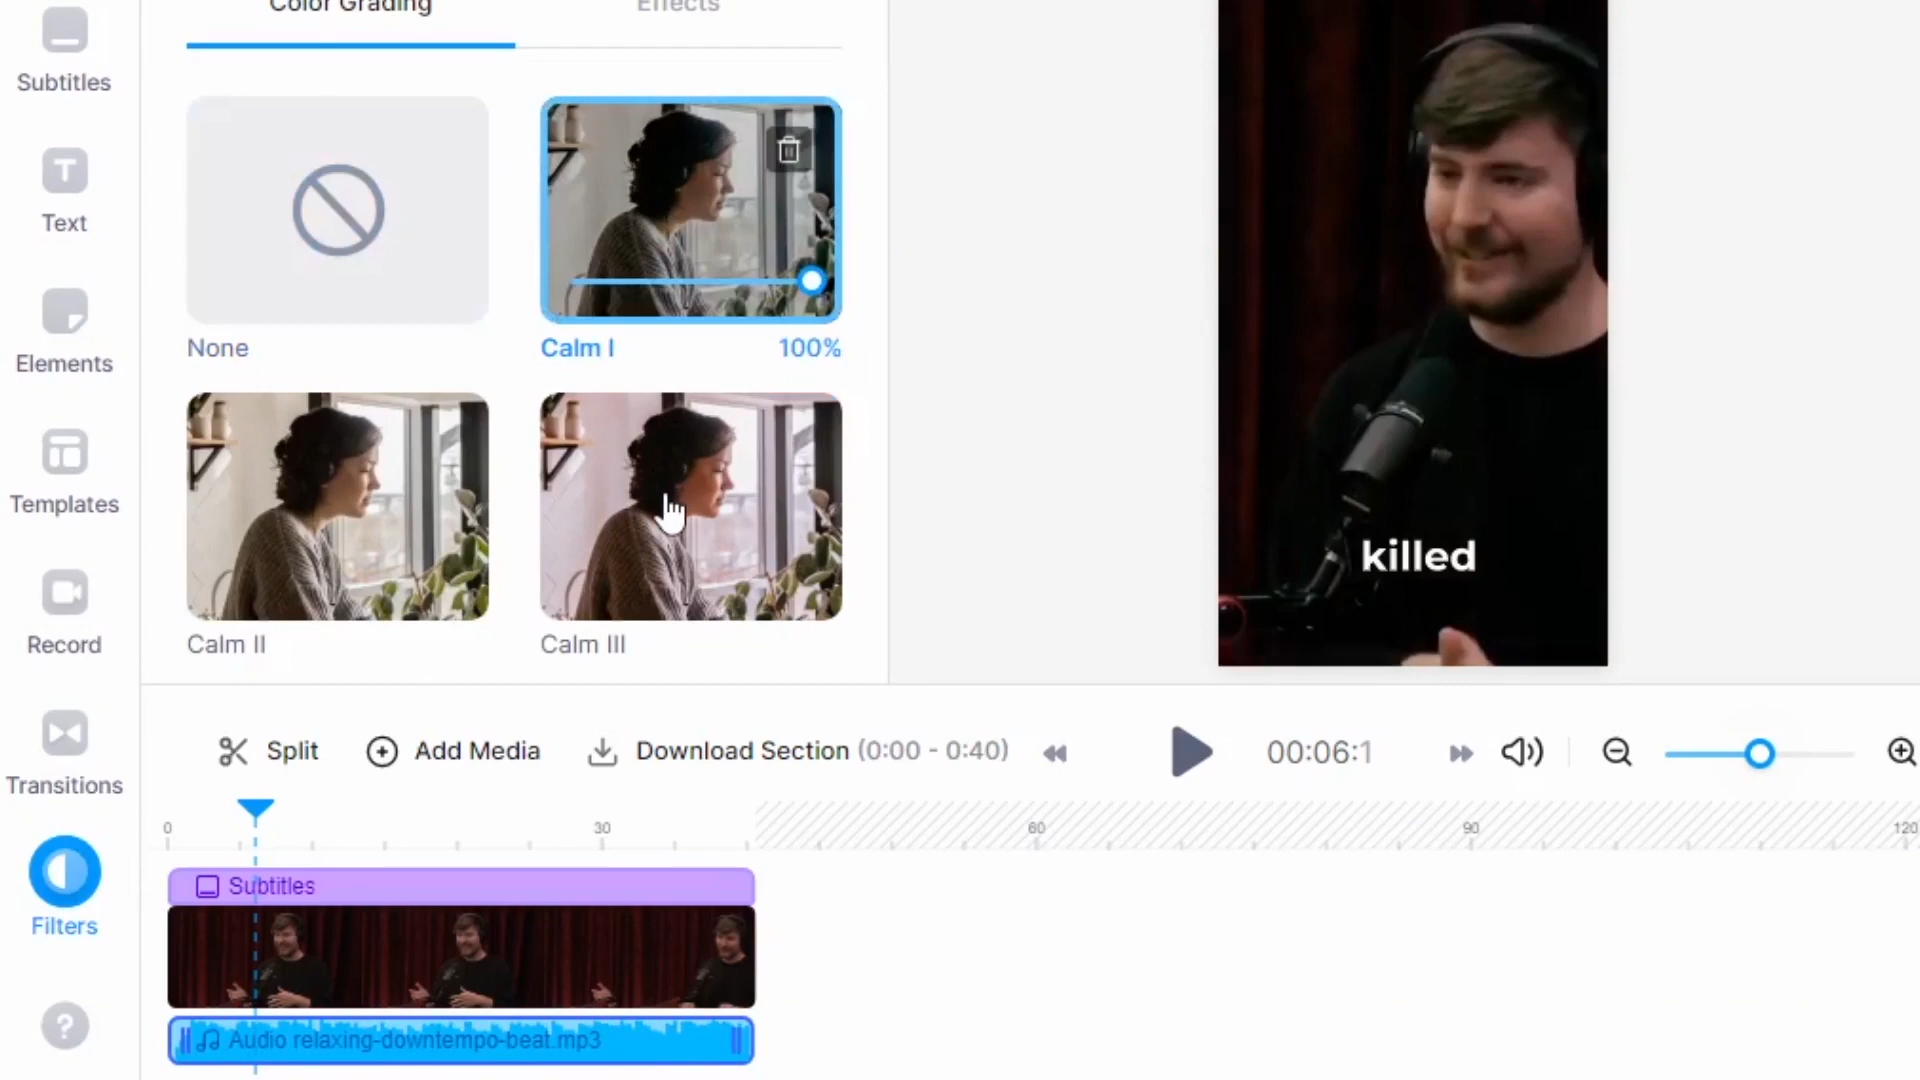 Color Grading
Effects
Subtitles
Text
Elements
Templates
Record
Transitions
Filters
?
None
Calm I 100%
Calm II
Calm III
killed
Split
Add Media
Download Section (0:00 - 0:40)
00:06:1
0
30
60
90
120
Subtitles
Audio relaxing-downtempo-beat.mp3